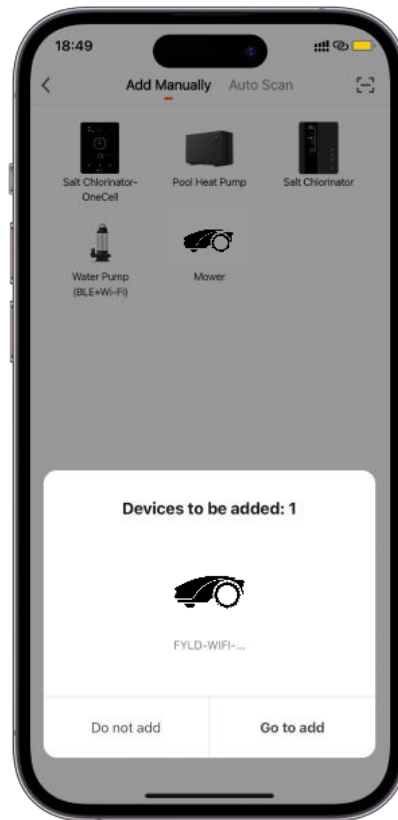 18:49
Add Manually Auto Scan
Salt Chlorinator-
OneCell
Pool Heat Pump
Salt Chlorinator
Water Pump
(BLE+Wi-Fi)
Mower
Devices to be added: 1
FYLD-WIFI-...
Do not add
Go to add